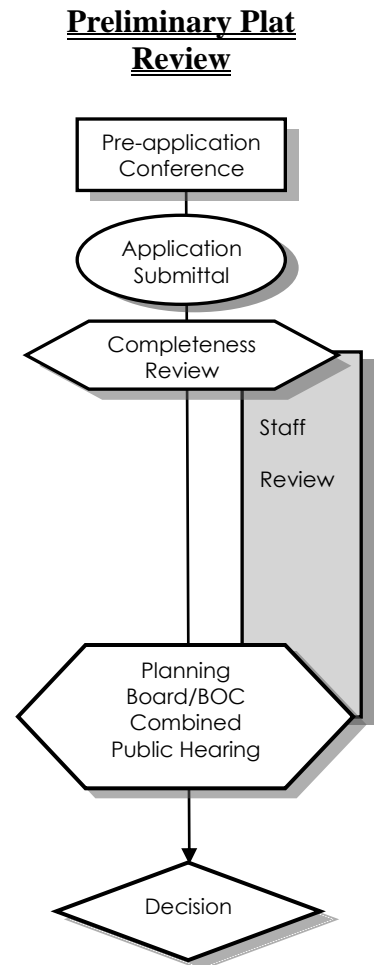 Preliminary Plat
Review
Pre-application
Conference
Application
Submittal
Completeness
Review
Staff
Review
Planning
Board/BOC
Combined
Public Hearing
Decision